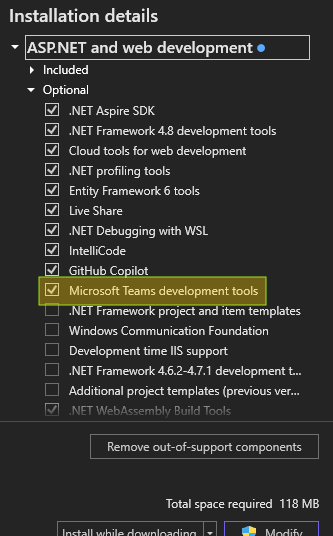 Installation details
ASP.NET and web development
Included
Optional
.NET Aspire SDK
.NET Framework 4.8 development tools
Cloud tools for web development
.NET profiling tools
Entity Framework 6 tools
Live Share
.NET Debugging with WSL
IntelliCode
GitHub Copilot
Microsoft Teams development tools
.NET Framework project and item templates
Windows Communication Foundation
Development time IIS support
.NET Framework 4.6.2-4.7.1 development t...
Additional project templates (previous ver...
.NET WebAssembly Build Tools
Remove out-of-support components
Total space required 118 MB
Install while downloading
Modify